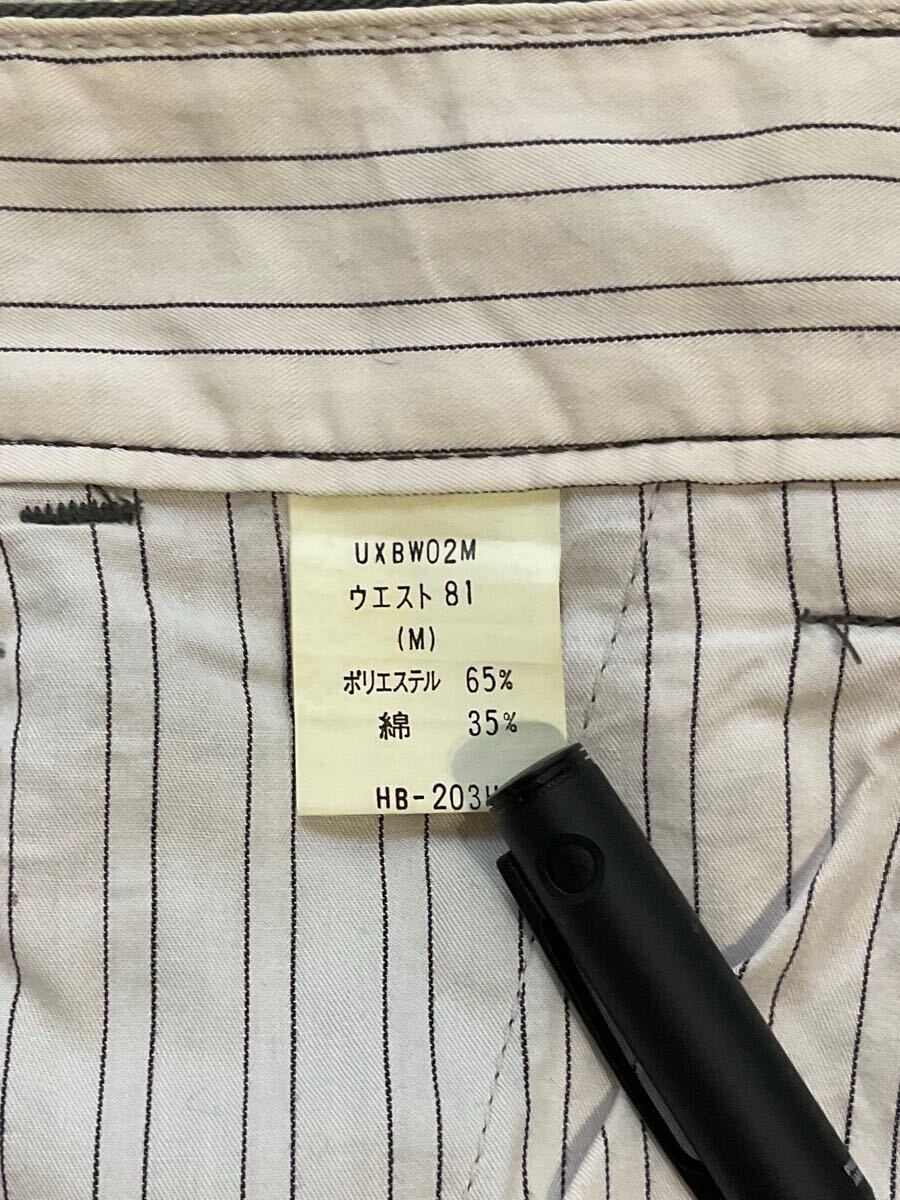 UXBW02M
ウエスト 81
(M)
ポリエステル 65%
綿 35%